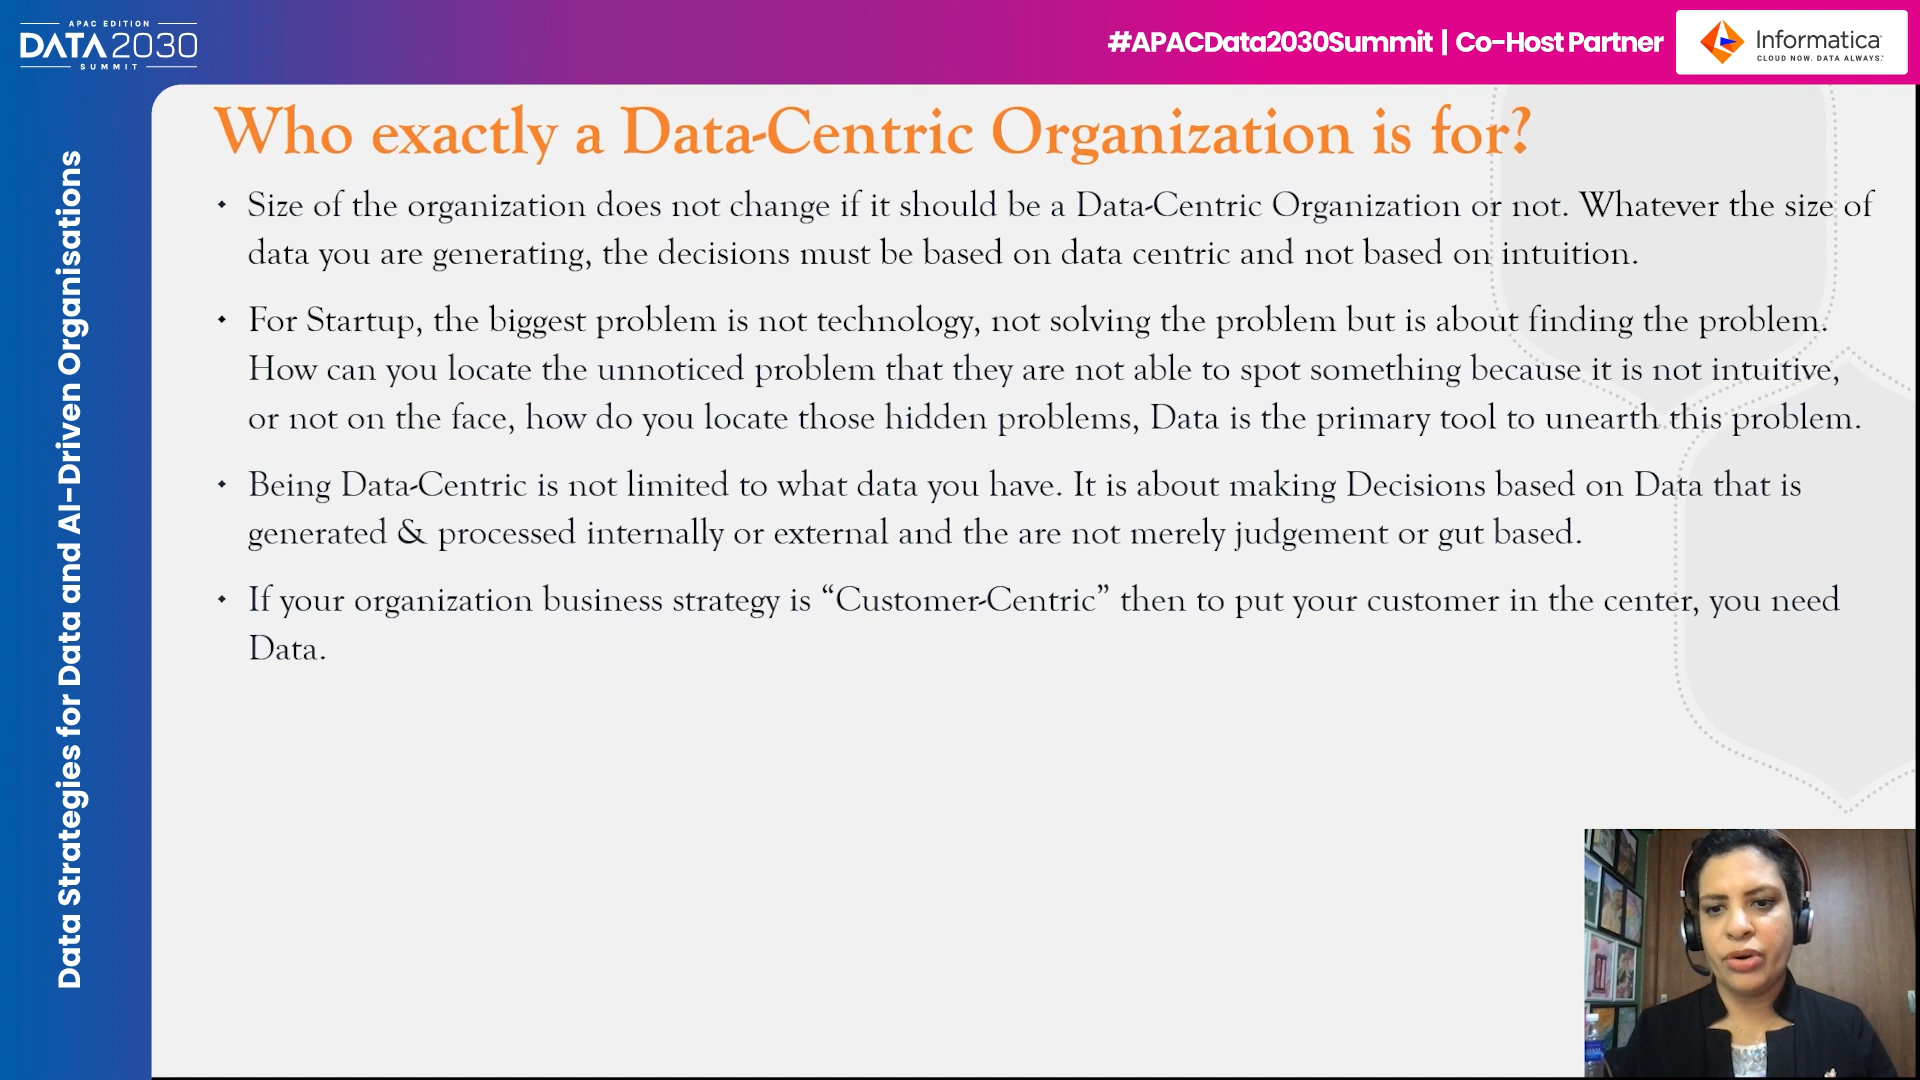 APAC EDITION
DATA2030
SUMMIT
#APACData2030Summit | Co-Host Partner
Informatica
CLOUD NOW. DATA ALWAYS.™
Data Strategies for Data and AI-Driven Organisations
Who exactly a Data-Centric Organization is for?
• Size of the organization does not change if it should be a Data-Centric Organization or not. Whatever the size of
data you are generating, the decisions must be based on data centric and not based on intuition.
• For Startup, the biggest problem is not technology, not solving the problem but is about finding the problem.
How can you locate the unnoticed problem that they are not able to spot something because it is not intuitive,
or not on the face, how do you locate those hidden problems, Data is the primary tool to unearth this problem.
• Being Data-Centric is not limited to what data you have. It is about making Decisions based on Data that is
generated & processed internally or external and the are not merely judgement or gut based.
• If your organization business strategy is “Customer-Centric” then to put your customer in the center, you need
Data.